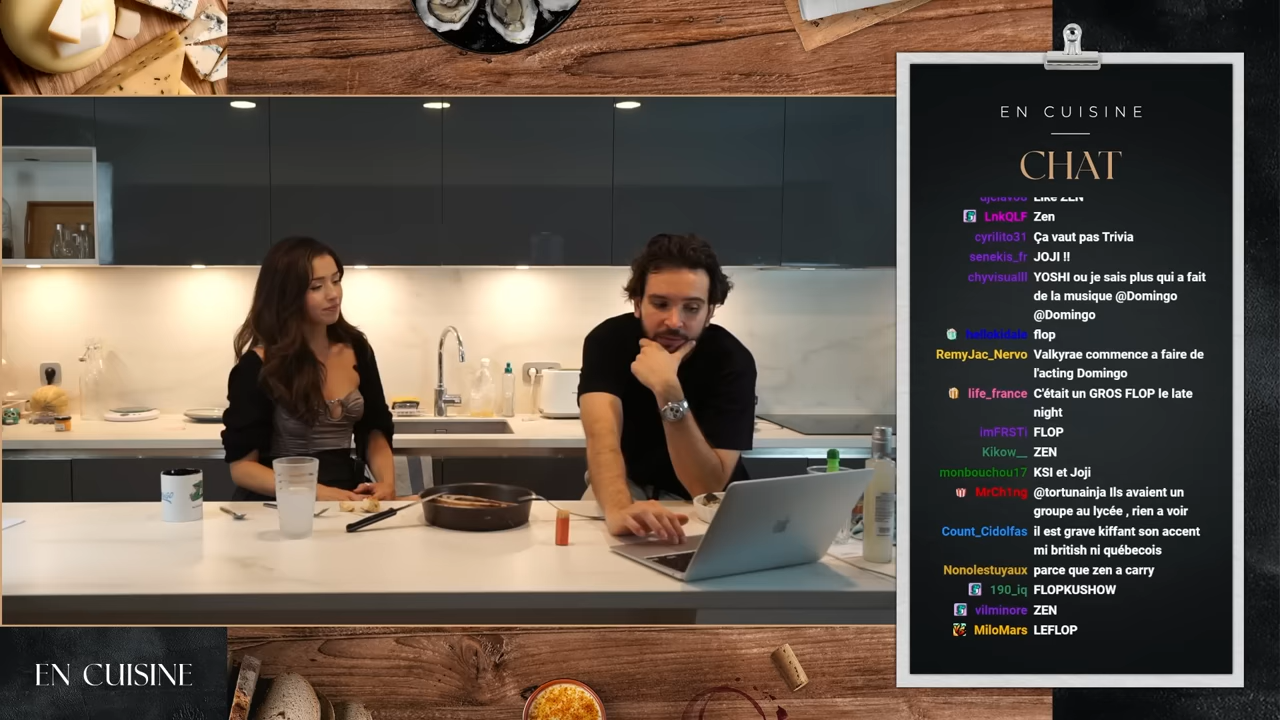 EN CUISINE
CHAT
Like ZEN
LnkQLF Zen
cyrilito31 Ça vaut pas Trivia
senekis_fr JOJI !!
chyvisualll YOSHI ou je sais plus qui a fait
de la musique @Domingo
@Domingo
flop
RemyJac_Nervo Valkyrae commence a faire de
l'acting Domingo
life_france C'était un GROS FLOP le late
night
imFRSTi FLOP
Kikow__ ZEN
monbouchou17 KSI et Joji
MrCh1ng @tortunainja Ils avaient un
groupe au lycée , rien a voir
Count_Cidolfas il est grave kiffant son accent
mi british ni québecois
Nonolestuyaux parce que zen a carry
190_iq FLOPKUSHOW
vilminore ZEN
MiloMars LEFLOP
EN CUISINE